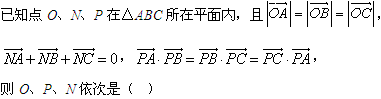 已知点 O、N、P 在△ABC 所在平面内，且|OA|=|OB|=|OC|，
NA+NB+NC=0，PA·PB=PB·PC=PC·PA，
则 O、P、N 依次是（　）